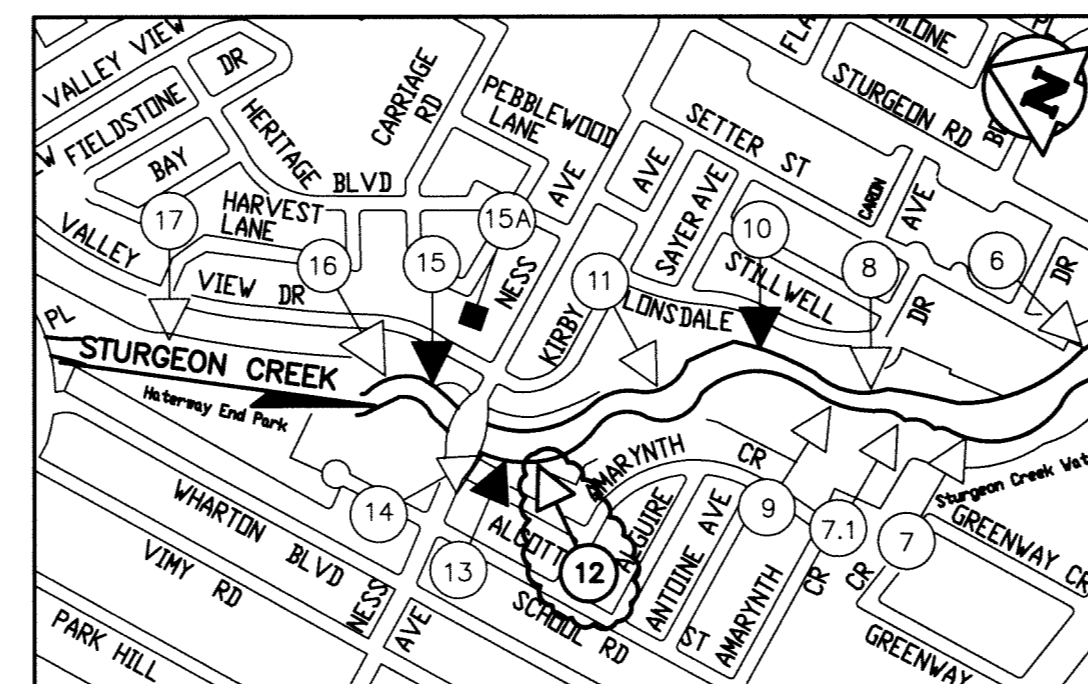 VALLEY VIEW
DR
FIELDSTONE
BAY
HERITAGE
BLVD
CARRIAGE
RD
PEBBLEWOOD
LANE
AVE
STURGEON RD
SETTER ST
CARON
AVE
AVE
SAYER AVE
N
17
HARVEST
LANE
16
15
15A
NESS
11
10
8
6
DR
DR
VALLEY
VIEW DR
KIRBY
LONSDALE
STILLWELL
PL
STURGEON CREEK
Waterway End Park
AMARYNTH
CR
14
13
12
ALCOTT
ALGUIRE
ANTOINE AVE
9
7.1
7
Sturgeon Creek
GREENWAY CR
WHARTON BLVD
VIMY RD
NESS
AVE
SCHOOL RD
ST
AMARYNTH
CR
CR
GREENWAY
PARK HILL